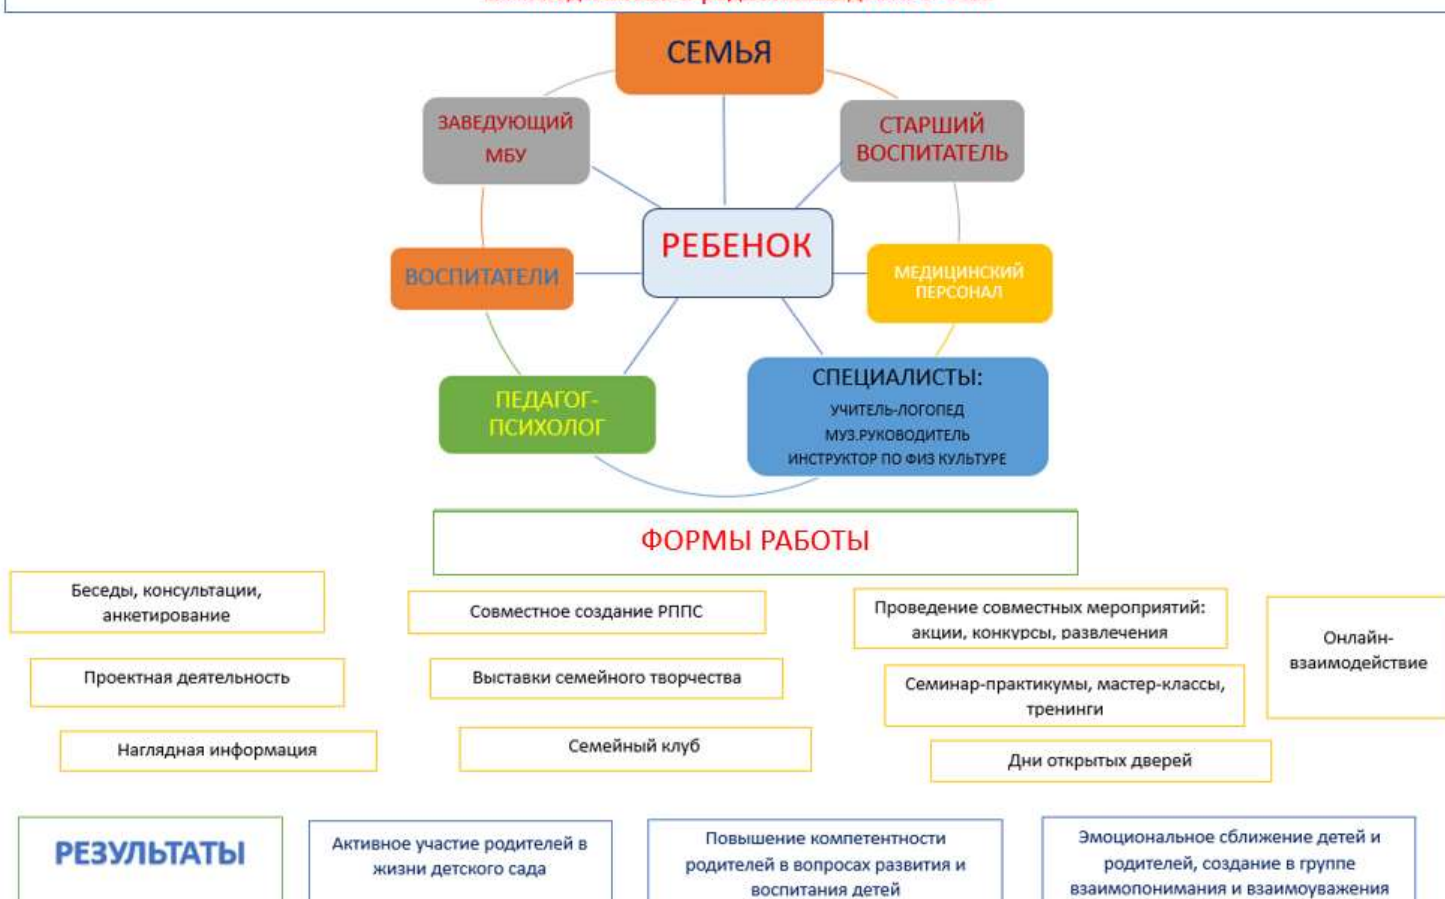 СЕМЬЯ
ЗАВЕДУЮЩИЙ
МБУ
СТАРШИЙ
ВОСПИТАТЕЛЬ
РЕБЕНОК
ВОСПИТАТЕЛИ
МЕДИЦИНСКИЙ
ПЕРСОНАЛ
ПЕДАГОГ-
ПСИХОЛОГ
СПЕЦИАЛИСТЫ:
УЧИТЕЛЬ-ЛОГОПЕД
МУЗ.РУКОВОДИТЕЛЬ
ИНСТРУКТОР ПО ФИЗ КУЛЬТУРЕ
ФОРМЫ РАБОТЫ
Беседы, консультации,
анкетирование
Совместное создание РППС
Проведение совместных мероприятий:
акции, конкурсы, развлечения
Онлайн-
взаимодействие
Проектная деятельность
Выставки семейного творчества
Семинар-практикумы, мастер-классы,
тренинги
Наглядная информация
Семейный клуб
Дни открытых дверей
РЕЗУЛЬТАТЫ
Активное участие родителей в
жизни детского сада
Повышение компетентности
родителей в вопросах развития и
воспитания детей
Эмоциональное сближение детей и
родителей, создание в группе
взаимопонимания и взаимоуважения